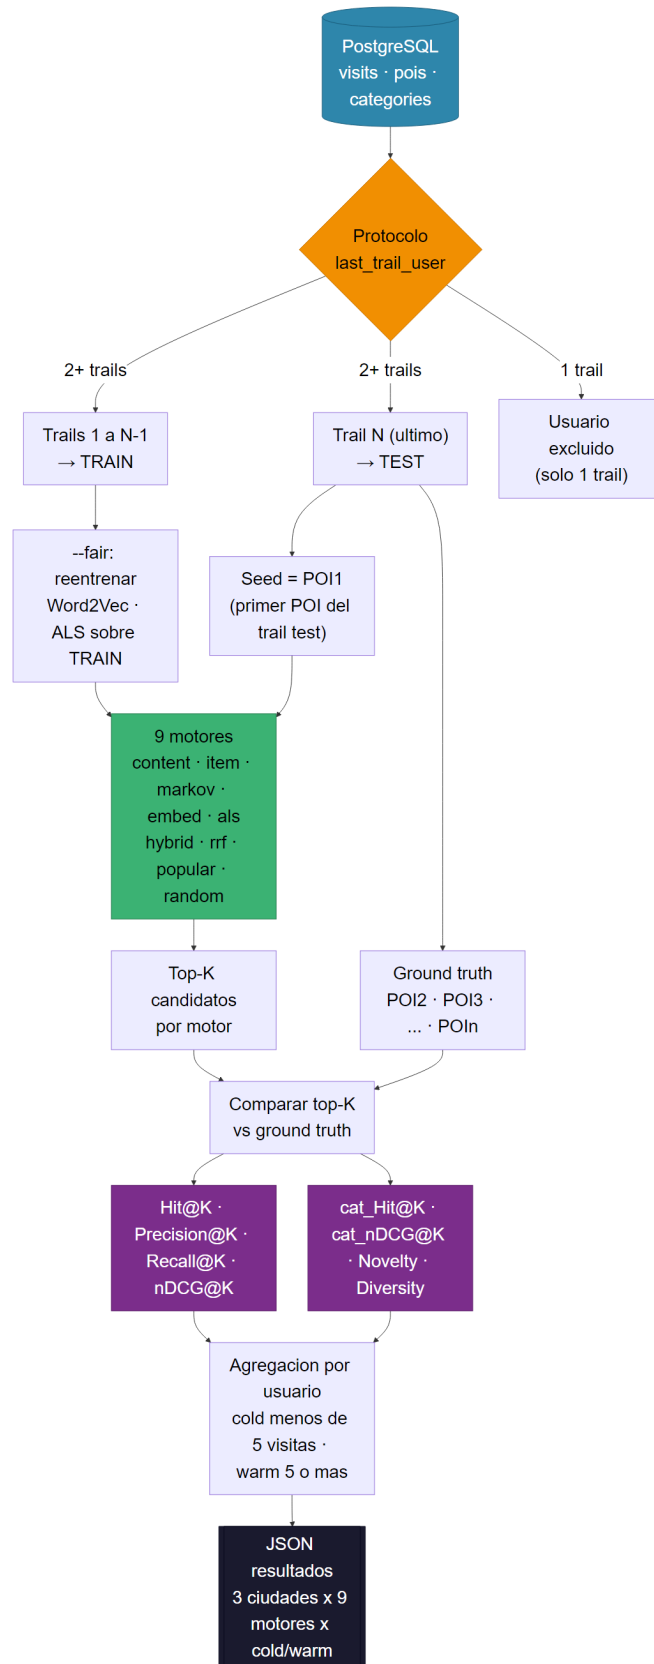 PostgreSQL
visits · pois ·
categories
Protocolo
last_trail_user
2+ trails
2+ trails
1 trail
Trails 1 a N-1
→ TRAIN
Trail N (ultimo)
→ TEST
Usuario
excluido
(solo 1 trail)
--fair:
reentrenar
Word2Vec ·
ALS sobre
TRAIN
Seed = POI1
(primer POI del
trail test)
9 motores
content · item ·
markov ·
embed · als
hybrid · rrf ·
popular ·
random
Top-K
candidatos
por motor
Ground truth
POI2 · POI3 ·
... · POIn
Comparar top-K
vs ground truth
Hit@K ·
Precision@K ·
Recall@K ·
nDCG@K
cat_Hit@K ·
cat_nDCG@K
· Novelty ·
Diversity
Agregacion por
usuario
cold menos de
5 visitas ·
warm 5 o mas
JSON
resultados
3 ciudades x 9
motores x
cold/warm